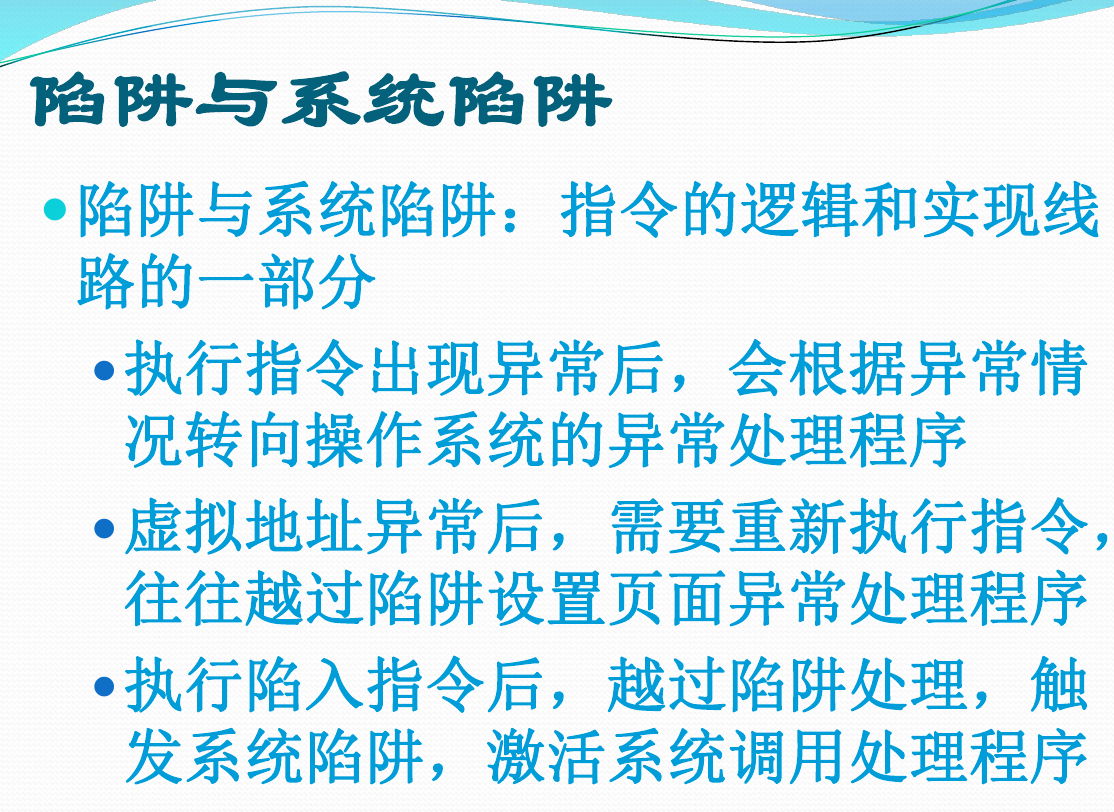 陷阱与系统陷阱
•陷阱与系统陷阱：指令的逻辑和实现线
路的一部分
•执行指令出现异常后，会根据异常情
况转向操作系统的异常处理程序
•虚拟地址异常后，需要重新执行指令，
往往越过陷阱设置页面异常处理程序
•执行陷入指令后，越过陷阱处理，触
发系统陷阱，激活系统调用处理程序